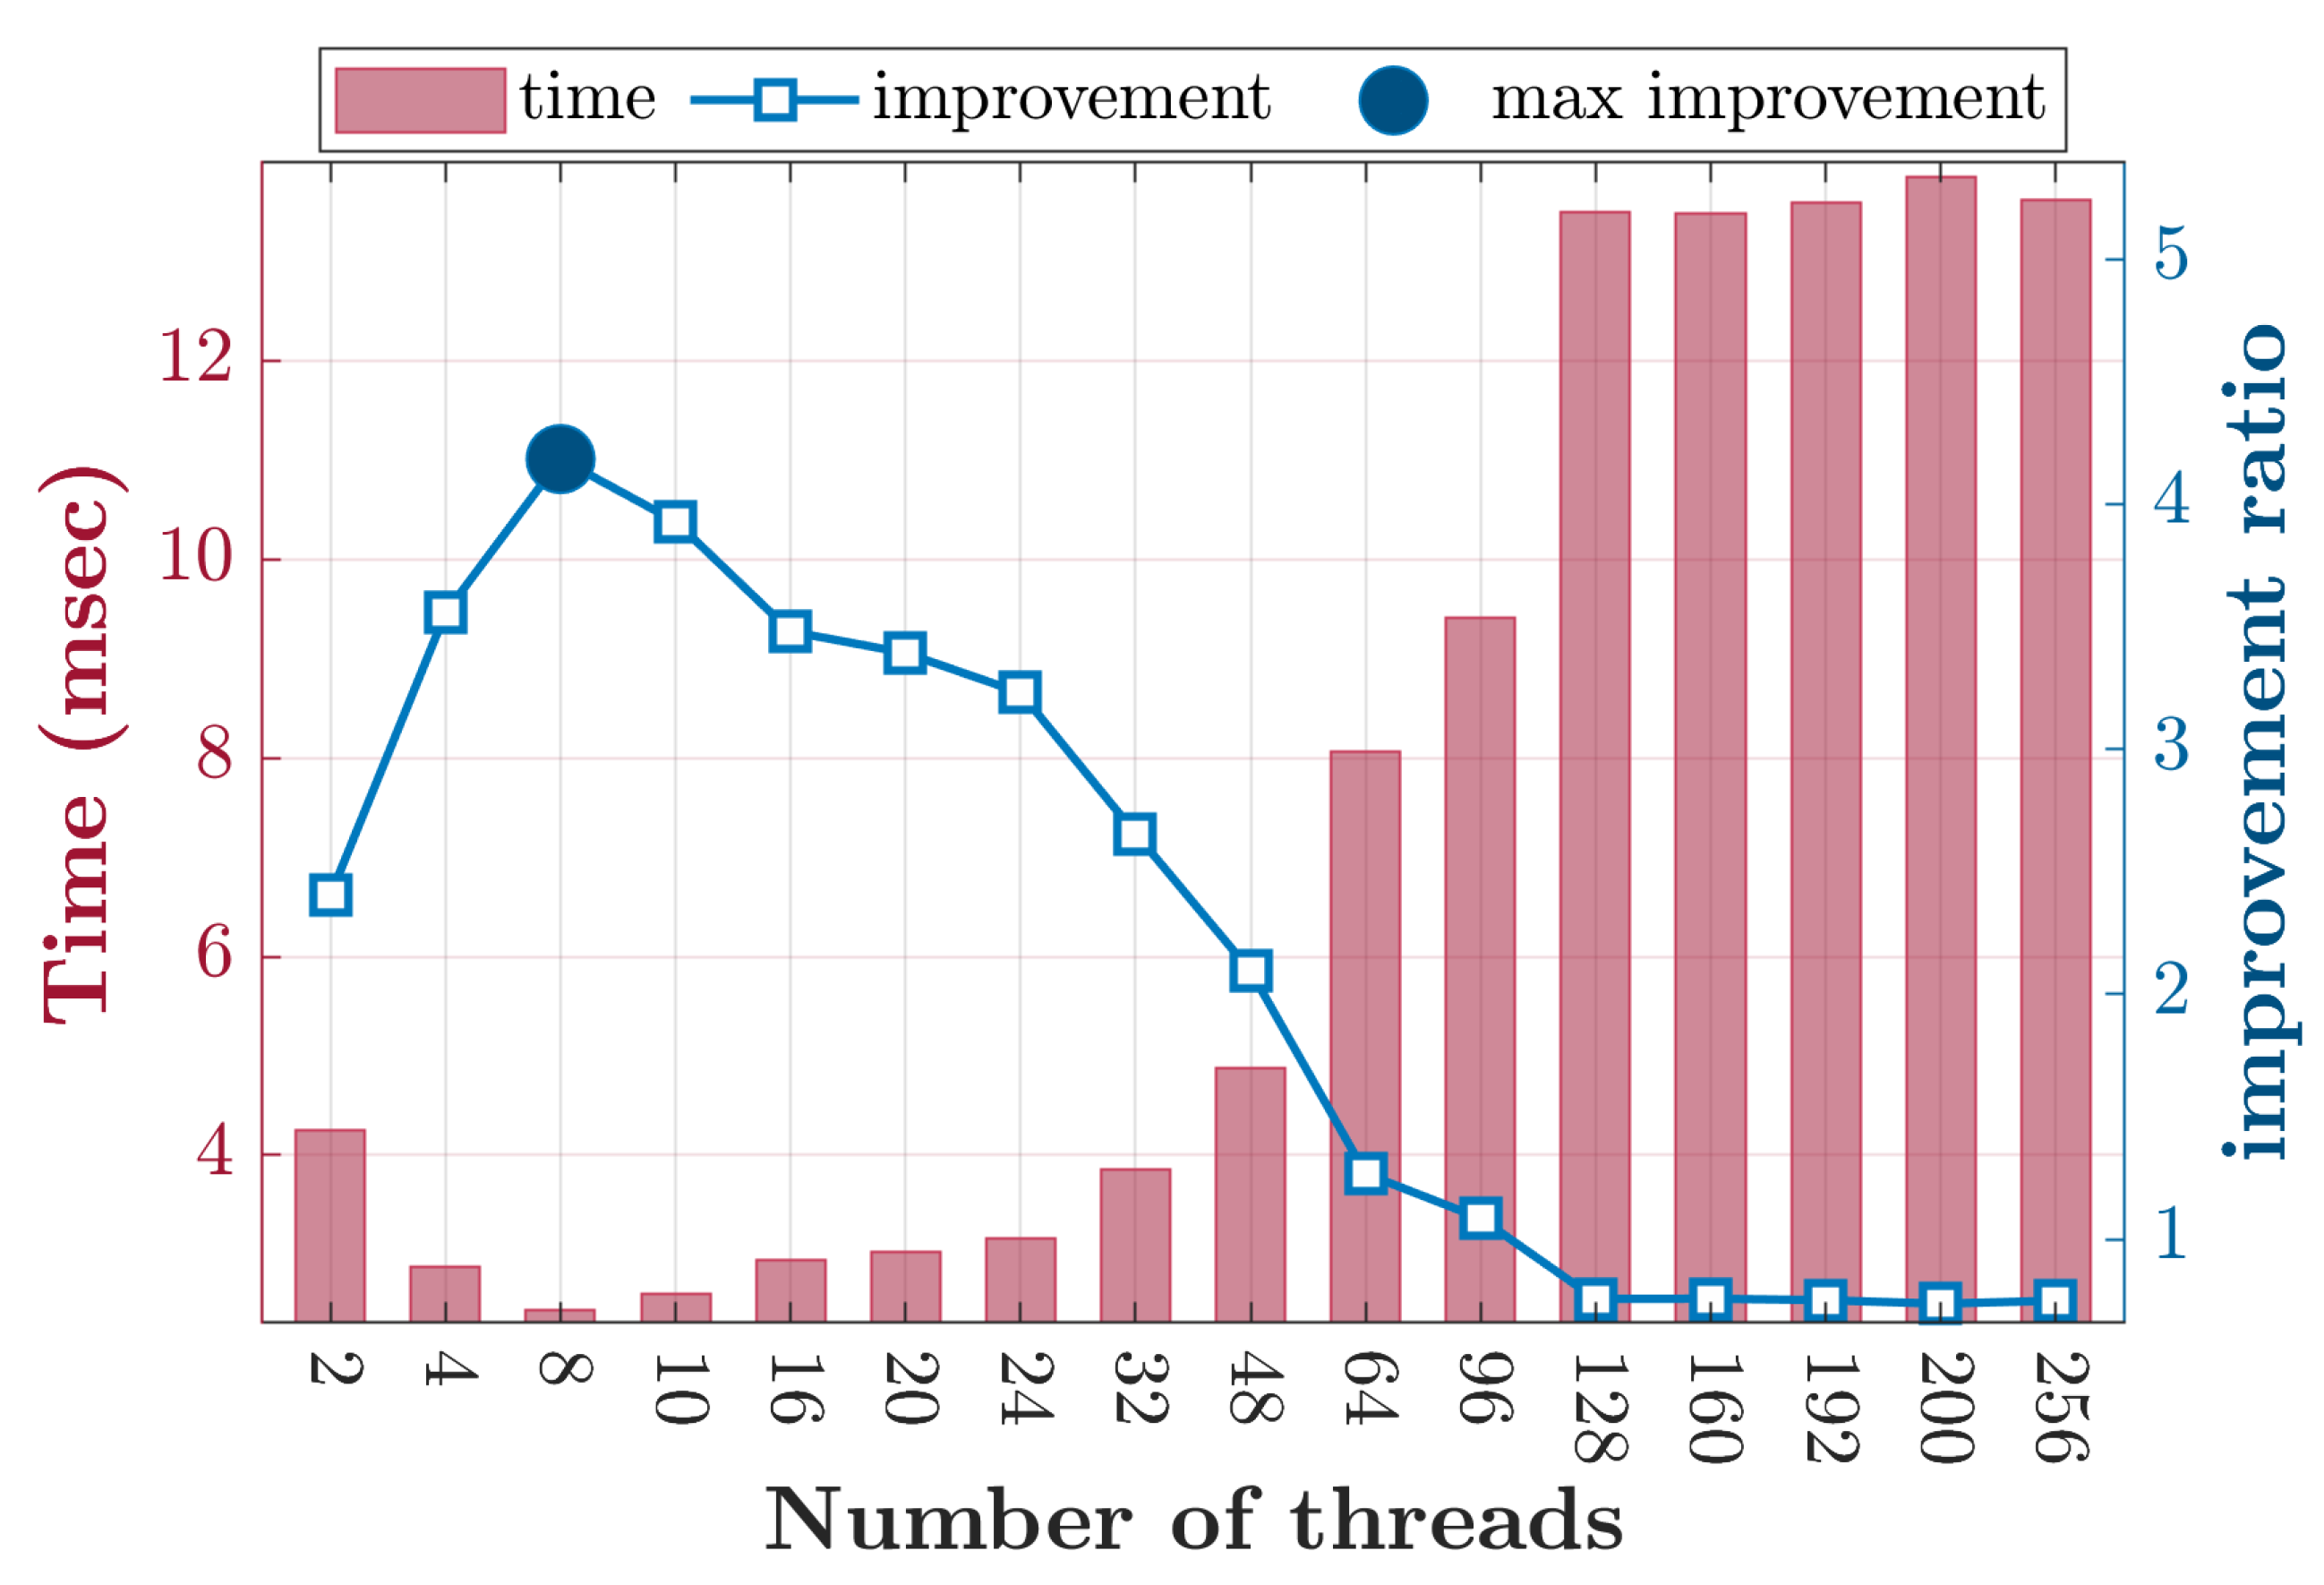 time improvement max improvement
12
10
8
6
4
Time (msec)
5
4
3
2
1
improvement ratio
2 4 8 10 16 20 24 32 48 64 96 128 160 192 200 256
Number of threads